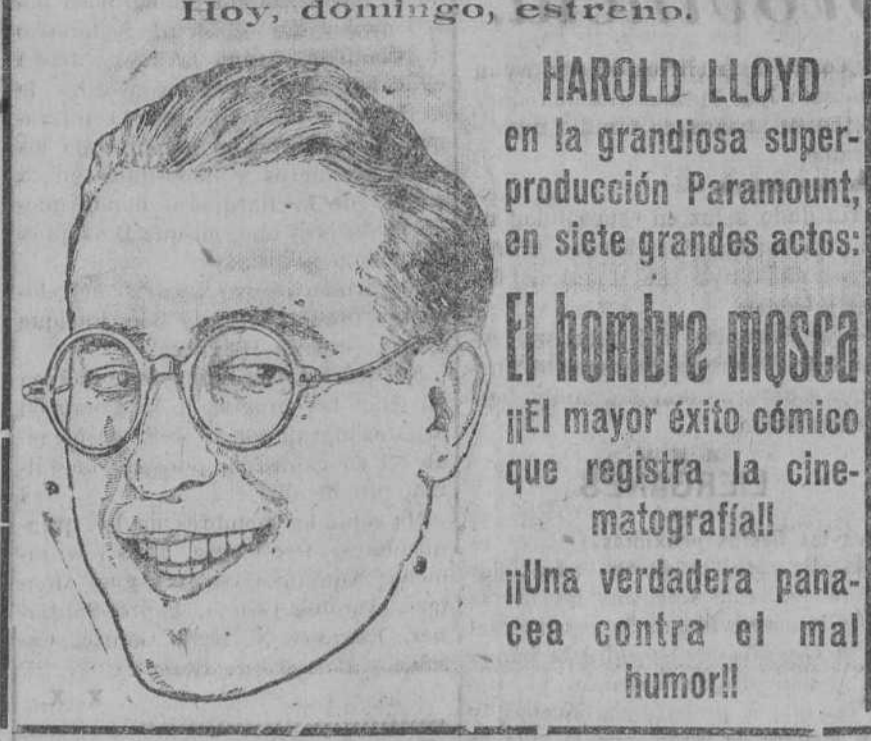 Hoy, domingo, estreno.
HAROLD LLOYD
en la grandiosa super-
producción Paramount,
en siete grandes actos:
El hombre mosca
¡¡El mayor éxito cómico
que registra la cine-
matografía!!
¡¡Una verdadera pana-
cea contra el mal
humor!!